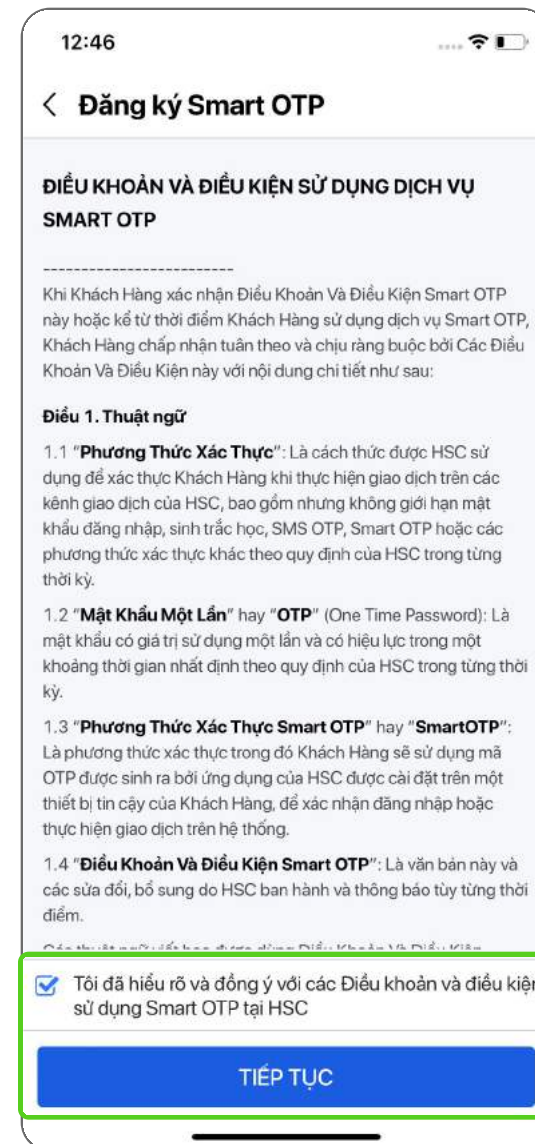 12:46
Đăng ký Smart OTP
ĐIỀU KHOẢN VÀ ĐIỀU KIỆN SỬ DỤNG DỊCH VỤ
SMART OTP
-------------------------
Khi Khách Hàng xác nhận Điều Khoản Và Điều Kiện Smart OTP
này hoặc kể từ thời điểm Khách Hàng sử dụng dịch vụ Smart OTP,
Khách Hàng chấp nhận tuân theo và chịu ràng buộc bởi Các Điều
Khoản Và Điều Kiện này với nội dung chi tiết như sau:
Điều 1. Thuật ngữ
1.1 “Phương Thức Xác Thực”: Là cách thức được HSC sử
dụng để xác thực Khách Hàng khi thực hiện giao dịch trên các
kênh giao dịch của HSC, bao gồm nhưng không giới hạn mật
khẩu đăng nhập, sinh trắc học, SMS OTP, Smart OTP hoặc các
phương thức xác thực khác theo quy định của HSC trong từng
thời kỳ.
1.2 “Mật Khẩu Một Lần” hay “OTP” (One Time Password): Là
mật khẩu có giá trị sử dụng một lần và có hiệu lực trong một
khoảng thời gian nhất định theo quy định của HSC trong từng thời
kỳ.
1.3 “Phương Thức Xác Thực Smart OTP” hay “SmartOTP”:
Là phương thức xác thực trong đó Khách Hàng sẽ sử dụng mã
OTP được sinh ra bởi ứng dụng của HSC được cài đặt trên một
thiết bị tin cậy của Khách Hàng, để xác nhận đăng nhập hoặc
thực hiện giao dịch trên hệ thống.
1.4 “Điều Khoản Và Điều Kiện Smart OTP”: Là văn bản này và
các sửa đổi, bổ sung do HSC ban hành và thông báo tùy từng thời
điểm.
Các thuật ngữ viết hoa được dùng Điều Khoản Và Điều Kiện
Tôi đã hiểu rõ và đồng ý với các Điều khoản và điều kiện
sử dụng Smart OTP tại HSC
TIẾP TỤC